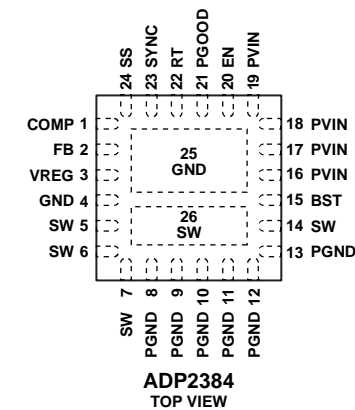 24 SS
23 SYNC
22 RT
21 PGOOD
20 EN
19 PVIN
COMP 1
FB 2
VREG 3
GND 4
SW 5
SW 6
25
GND
26
SW
18 PVIN
17 PVIN
16 PVIN
15 BST
14 SW
13 PGND
SW 7
PGND 8
PGND 9
PGND 10
PGND 11
PGND 12
ADP2384
TOP VIEW